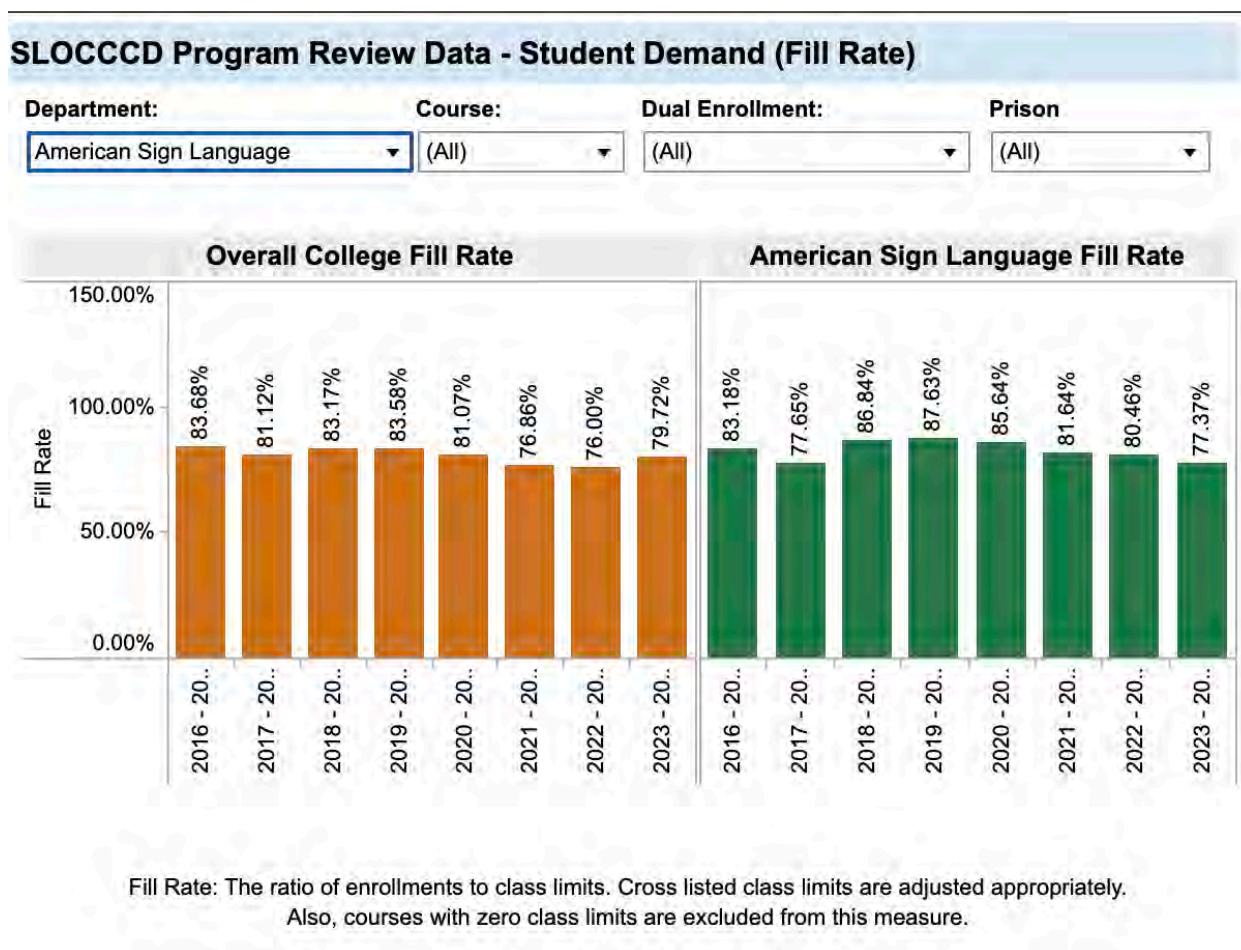 SLOCCCD Program Review Data - Student Demand (Fill Rate)
Department: Course: Dual Enrollment: Prison
American Sign Language (All) (All) (All)
Overall College Fill Rate American Sign Language Fill Rate
Fill Rate
150.00%
100.00%
50.00%
0.00%
83.68%
81.12%
83.17%
83.58%
81.07%
76.86%
76.00%
79.72%
83.18%
77.65%
86.84%
87.63%
85.64%
81.64%
80.46%
77.37%
2016 - 20..
2017 - 20..
2018 - 20..
2019 - 20..
2020 - 20..
2021 - 20..
2022 - 20..
2023 - 20..
2016 - 20..
2017 - 20..
2018 - 20..
2019 - 20..
2020 - 20..
2021 - 20..
2022 - 20..
2023 - 20..
Fill Rate: The ratio of enrollments to class limits. Cross listed class limits are adjusted appropriately.
Also, courses with zero class limits are excluded from this measure.